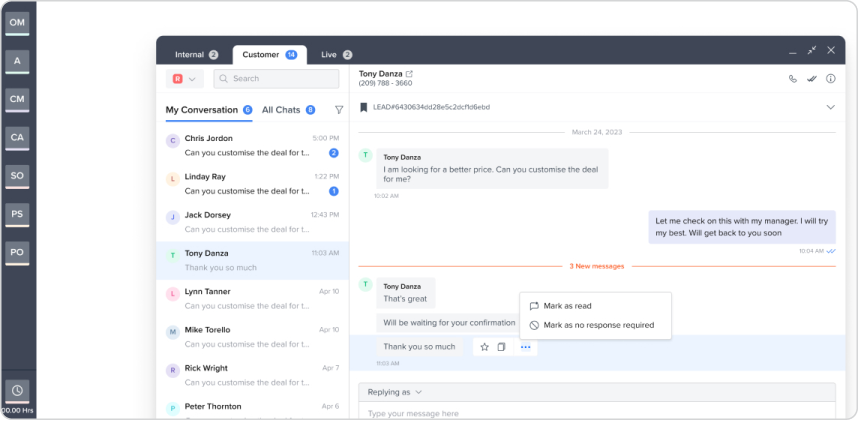 OM
A
CM
CA
SO
PS
PO
00.00 Hrs
Internal 2
Customer 14
Live 2
R
Search
My Conversation 6
All Chats 8
C
Chris Jordon
5:00 PM
Can you customise the deal for t...
2
L
Linday Ray
1:22 PM
Can you customise the deal for t...
1
J
Jack Dorsey
12:43 PM
Can you customise the deal for t...
T
Tony Danza
11:03 AM
Thank you so much
L
Lynn Tanner
Apr 10
Can you customise the deal for t...
M
Mike Torello
Apr 10
Can you customise the deal for t...
R
Rick Wright
Apr 7
Can you customise the deal for t...
P
Peter Thornton
Apr 6
Tony Danza
(209) 788 - 3660
March 24, 2023
T
Tony Danza
I am looking for a better price. Can you customise the deal
for me?
10:02 AM
Let me check on this with my manager. I will try
my best. Will get back to you soon
10:04 AM
3 New messages
T
Tony Danza
That's great
Will be waiting for your confirmation
Thank you so much
11:03 AM
Mark as read
Mark as no response required
Replying as
Type your message here